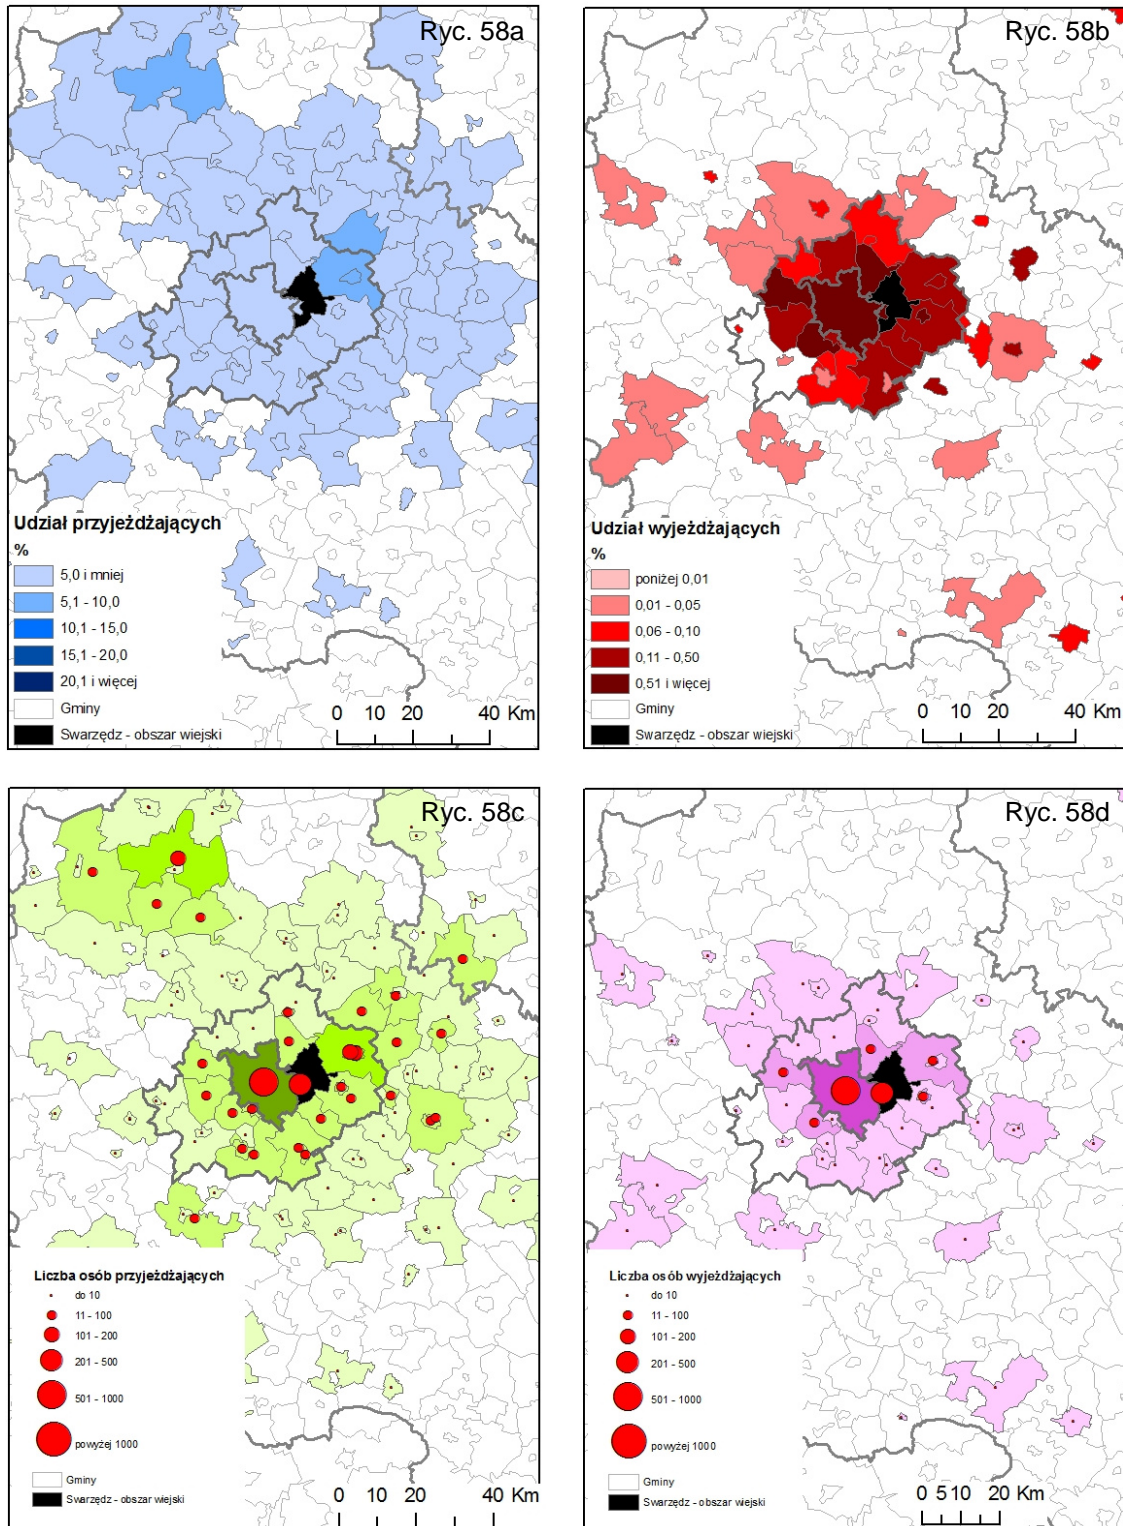 Ryc. 58a
Udział przyjeżdżających
%
5,0 i mniej
5,1 - 10,0
10,1 - 15,0
15,1 - 20,0
20,1 i więcej
Gminy
Swarzędz - obszar wiejski
0 10 20 40 Km
Ryc. 58b
Udział wyjeżdżających
%
poniżej 0,01
0,01 - 0,05
0,06 - 0,10
0,11 - 0,50
0,51 i więcej
Gminy
Swarzędz - obszar wiejski
0 10 20 40 Km
Ryc. 58c
Liczba osób przyjeżdżających
do 10
11 - 100
101 - 200
201 - 500
501 - 1000
powyżej 1000
Gminy
Swarzędz - obszar wiejski
0 10 20 40 Km
Ryc. 58d
Liczba osób wyjeżdżających
do 10
11 - 100
101 - 200
201 - 500
501 - 1000
powyżej 1000
Gminy
Swarzędz - obszar wiejski
0 5 10 20 Km